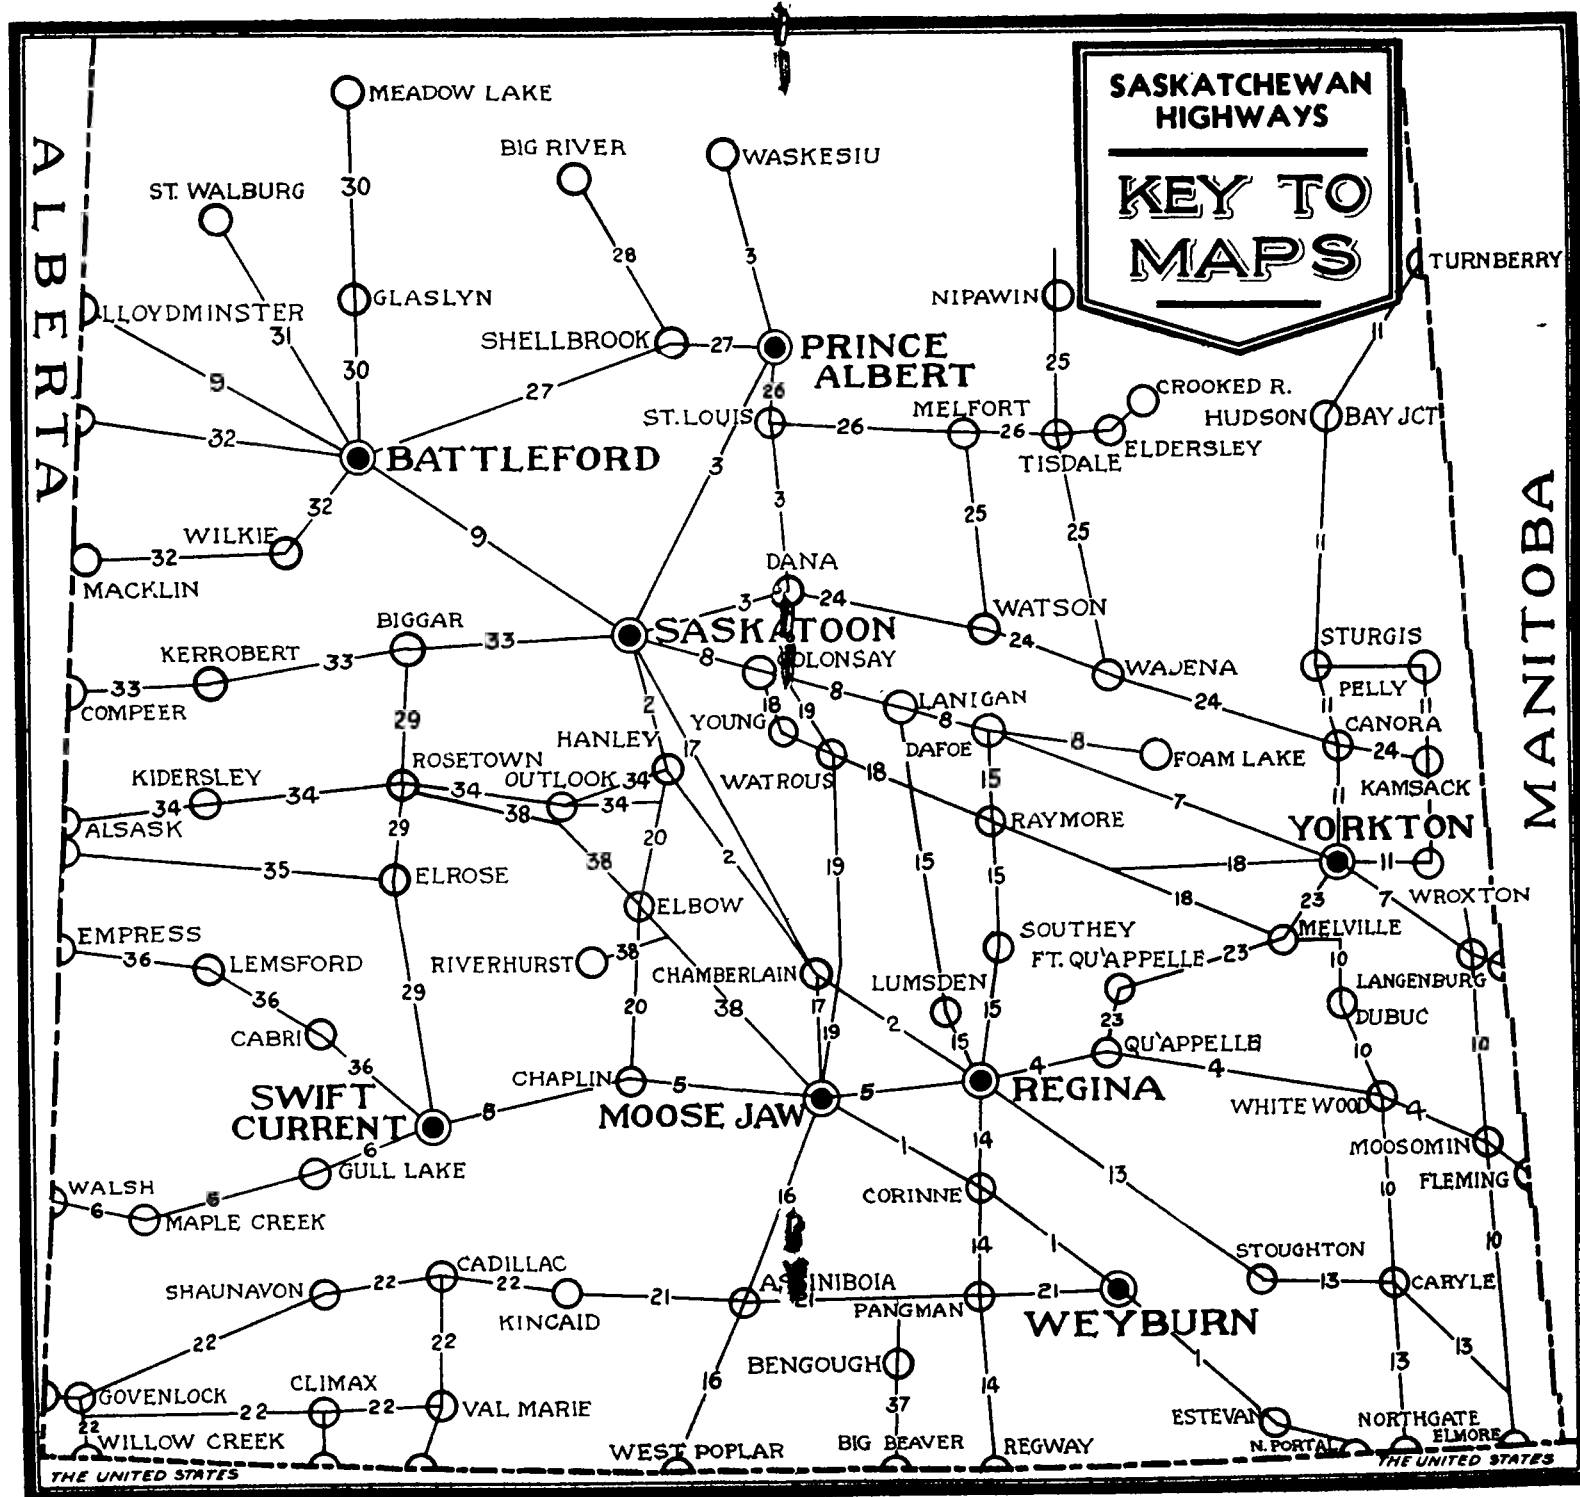 SASKATCHEWAN
HIGHWAYS
KEY TO
MAPS
ALBERTA
MANITOBA
MEADOW LAKE
BIG RIVER
WASKESIU
ST. WALBURG
30
28
3
TURNBERRY
LLOYDMINSTER
GLASLYN
NIPAWIN
31
SHELLBROOK
27
PRINCE
ALBERT
11
9
30
27
26
25
CROOKED R.
ST. LOUIS
MELFORT
HUDSON BAY JCT
32
26
26
ELDERSLEY
BATTLEFORD
3
TISDALE
32
9
3
25
25
11
WILKIE
32
MACKLIN
DANA
3
24
WATSON
BIGGAR
33
SASKATOON
24
STURGIS
KERROBERT
33
8
COLONSAY
WAJENA
PELLY
33
COMPEER
2
18
19
8
LANIGAN
24
11
11
29
YOUNG
8
DAFOE
8
CANORA
24
HANLEY
17
WATROUS
18
FOAM LAKE
KAMSACK
ROSETOWN
KIDERSLEY
34
34
OUTLOOK
34
34
38
15
7
11
34
ALSASK
29
20
RAYMORE
YORKTON
35
ELROSE
38
2
19
15
15
18
11
18
23
7
WROXTON
ELBOW
EMPRESS
36
LEMSFORD
RIVERHURST
38
CHAMBERLAIN
SOUTHEY
MELVILLE
FT. QU'APPELLE
23
10
LANGENBURG
36
29
20
38
17
LUMSDEN
15
23
DUBUC
CABRI
36
19
2
15
QU'APPELLE
10
10
CHAPLIN
5
5
4
4
SWIFT
CURRENT
5
MOOSE JAW
REGINA
WHITEWOOD
4
6
14
MOOSOMIN
GULL LAKE
1
13
FLEMING
WALSH
6
6
MAPLE CREEK
16
CORINNE
10
14
1
10
CADILLAC
STOUGHTON
SHAUNAVON
22
22
ASSINIBOIA
13
CARYLE
21
21
PANGMAN
21
KINCAID
WEYBURN
22
22
BENGOUGH
1
13
13
GOVENLOCK
CLIMAX
16
14
22
22
VAL MARIE
37
22
ESTEVAN
NORTHGATE
WILLOW CREEK
WEST POPLAR
BIG BEAVER
REGWAY
N. PORTAL
ELMORE
THE UNITED STATES
THE UNITED STATES